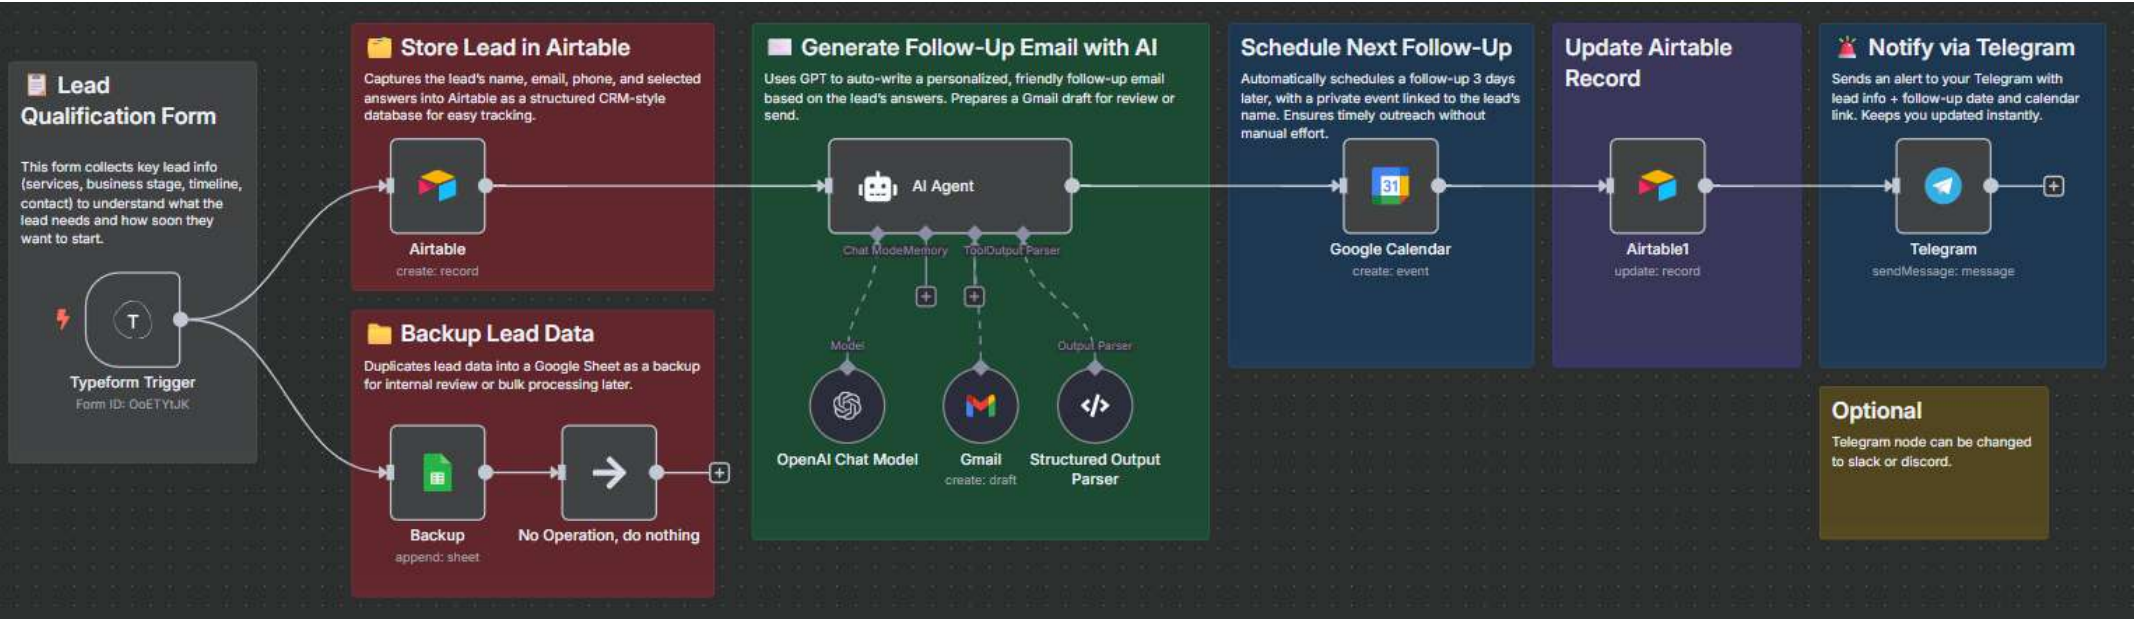 Lead
Qualification Form
This form collects key lead info
(services, business stage, timeline,
contact) to understand what the
lead needs and how soon they
want to start.
T
Typeform Trigger
Form ID: OoETYtJK
Store Lead in Airtable
Captures the lead's name, email, phone, and selected
answers into Airtable as a structured CRM-style
database for easy tracking.
Airtable
create: record
Backup Lead Data
Duplicates lead data into a Google Sheet as a backup
for internal review or bulk processing later.
Backup
append: sheet
No Operation, do nothing
Generate Follow-Up Email with AI
Uses GPT to auto-write a personalized, friendly follow-up email
based on the lead's answers. Prepares a Gmail draft for review or
send.
AI Agent
Chat Model
Memory
Tool
Output Parser
Model
Output Parser
OpenAI Chat Model
Gmail
create: draft
Structured Output
Parser
Schedule Next Follow-Up
Automatically schedules a follow-up 3 days
later, with a private event linked to the lead's
name. Ensures timely outreach without
manual effort.
31
Google Calendar
create: event
Update Airtable
Record
Airtable1
update: record
Notify via Telegram
Sends an alert to your Telegram with
lead info + follow-up date and calendar
link. Keeps you updated instantly.
Telegram
sendMessage: message
Optional
Telegram node can be changed
to slack or discord.